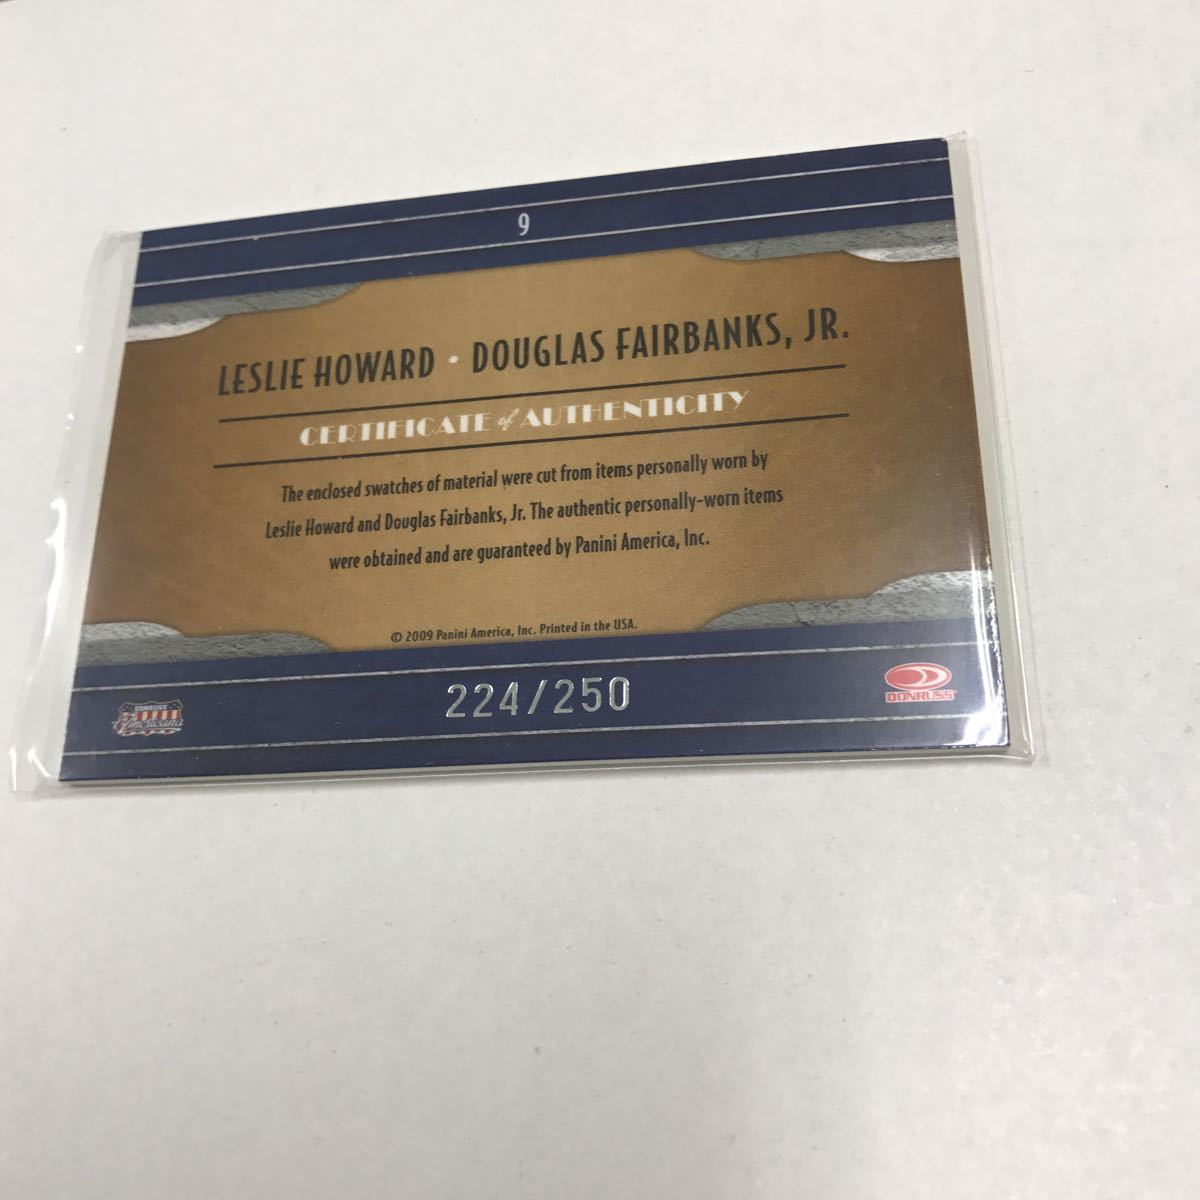 9
LESLIE HOWARD • DOUGLAS FAIRBANKS, JR.
CERTIFICATE of AUTHENTICITY
The enclosed swatches of material were cut from items personally worn by
Leslie Howard and Douglas Fairbanks, Jr. The authentic personally-worn items
were obtained and are guaranteed by Panini America, Inc.
© 2009 Panini America, Inc. Printed in the USA.
224/250
DONRUSS
Americana
DONRUSS